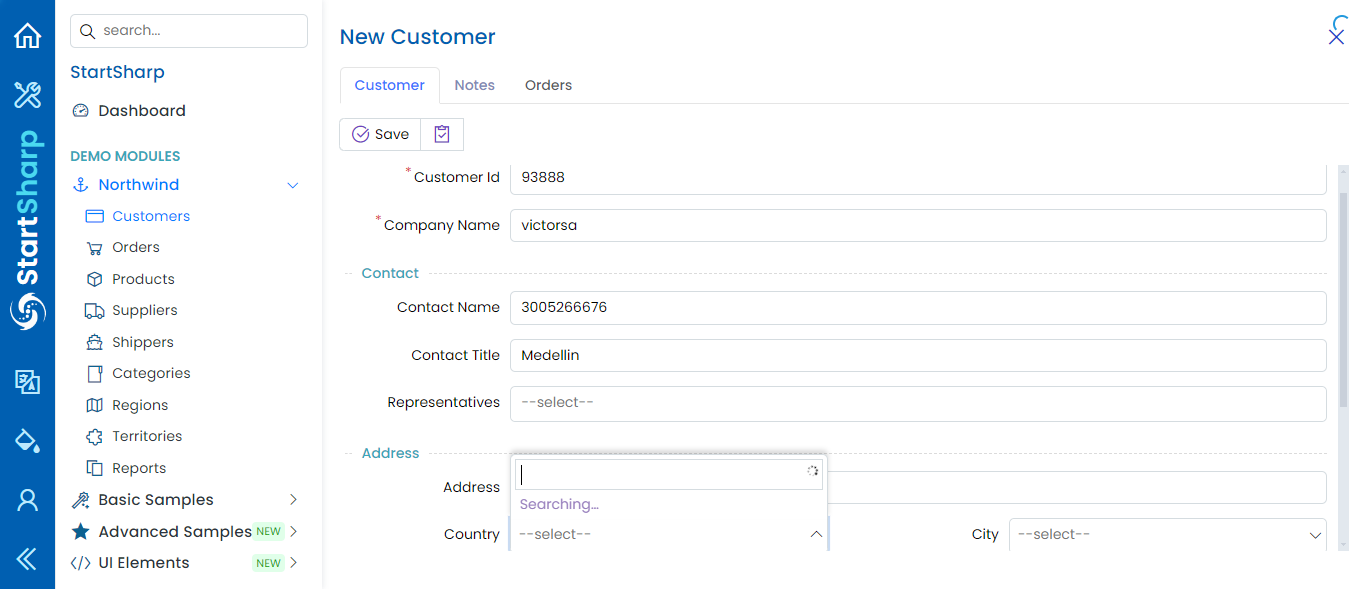 search...
StartSharp
Dashboard
DEMO MODULES
Northwind
Customers
Orders
Products
Suppliers
Shippers
Categories
Regions
Territories
Reports
Basic Samples
Advanced Samples NEW
UI Elements NEW
StartSharp
New Customer
Customer Notes Orders
Save
* Customer Id 93888
* Company Name victorsa
Contact
Contact Name 3005266676
Contact Title Medellin
Representatives --select--
Address
Address
Searching...
Country --select-- City --select--